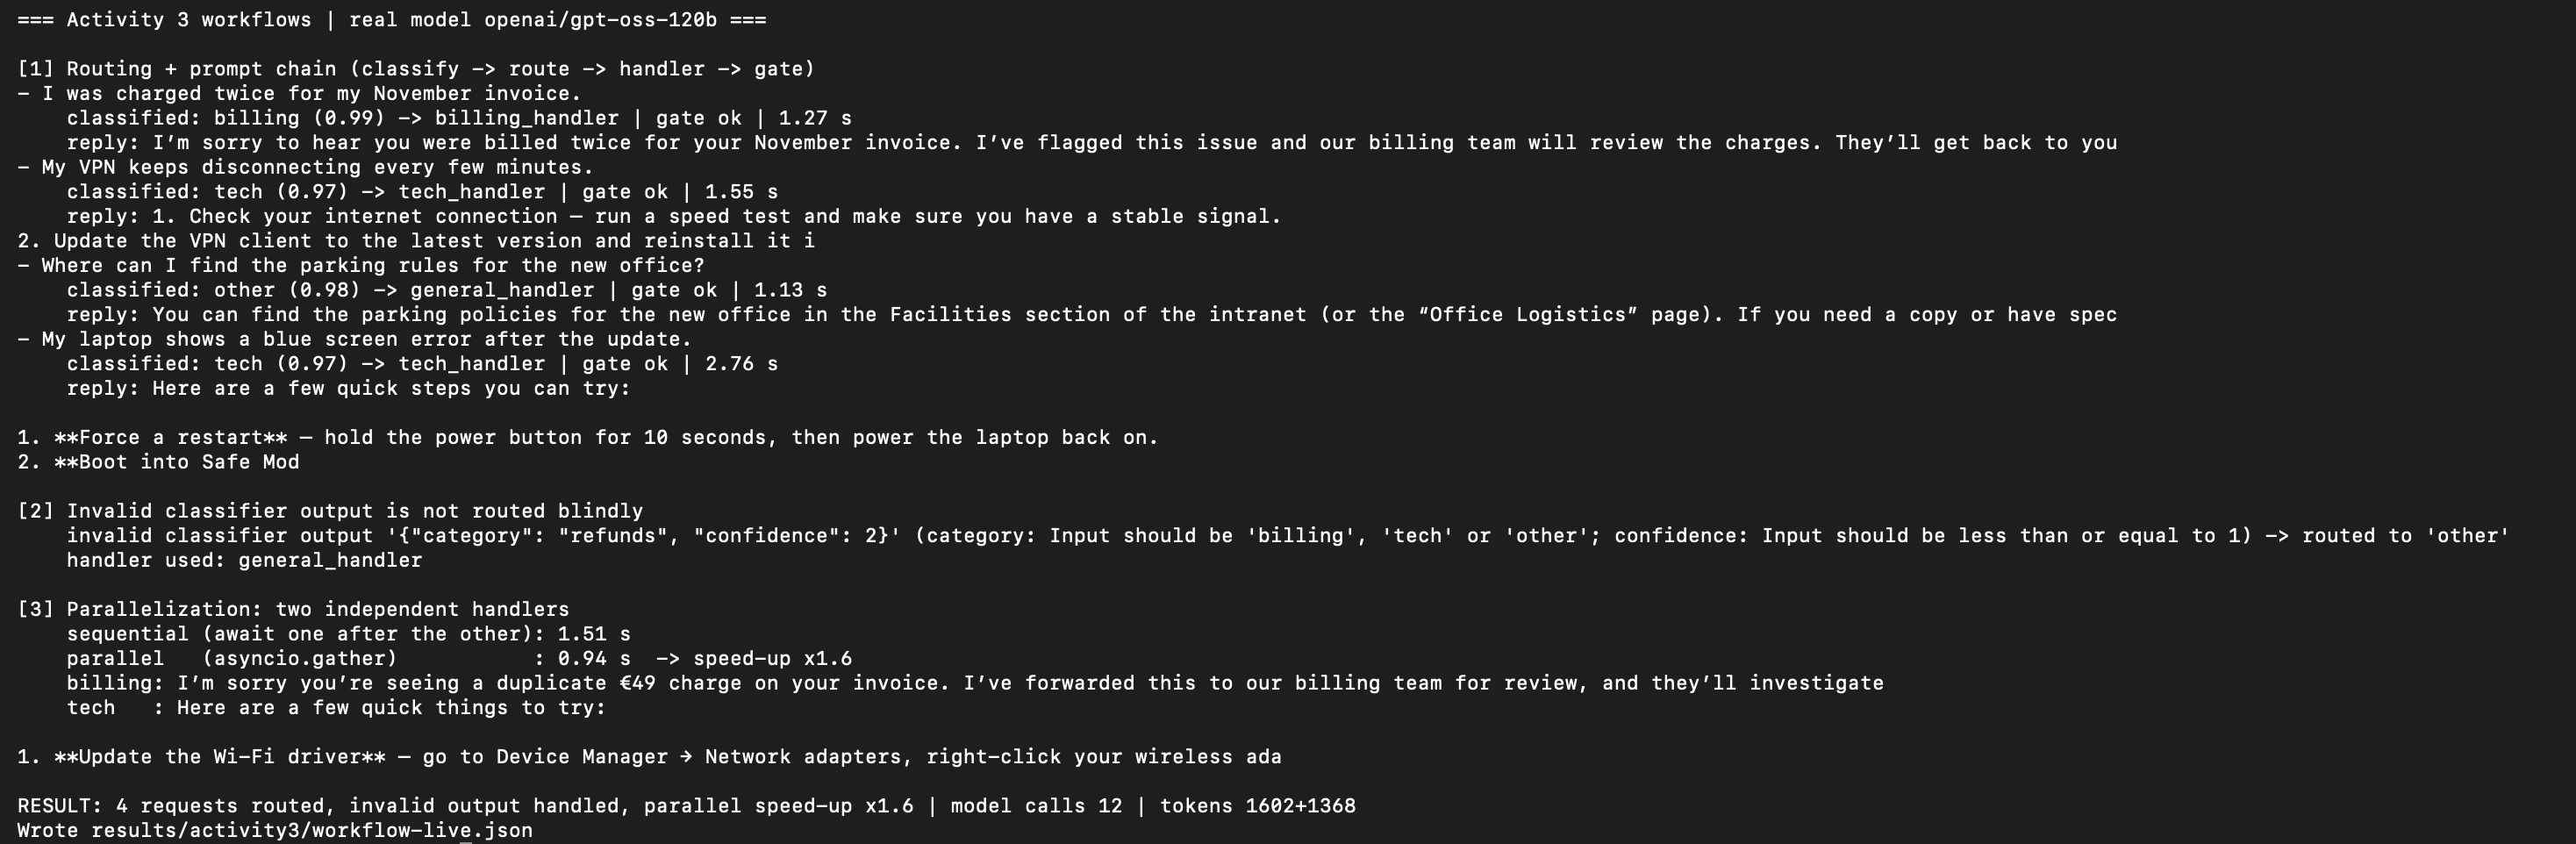 === Activity 3 workflows | real model openai/gpt-oss-120b ===
[1] Routing + prompt chain (classify -> route -> handler -> gate)
- I was charged twice for my November invoice.
classified: billing (0.99) -> billing_handler | gate ok | 1.27 s
reply: I’m sorry to hear you were billed twice for your November invoice. I’ve flagged this issue and our billing team will review the charges. They’ll get back to you
- My VPN keeps disconnecting every few minutes.
classified: tech (0.97) -> tech_handler | gate ok | 1.55 s
reply: 1. Check your internet connection – run a speed test and make sure you have a stable signal.
2. Update the VPN client to the latest version and reinstall it i
- Where can I find the parking rules for the new office?
classified: other (0.98) -> general_handler | gate ok | 1.13 s
reply: You can find the parking policies for the new office in the Facilities section of the intranet (or the “Office Logistics” page). If you need a copy or have spec
- My laptop shows a blue screen error after the update.
classified: tech (0.97) -> tech_handler | gate ok | 2.76 s
reply: Here are a few quick steps you can try:
1. **Force a restart** – hold the power button for 10 seconds, then power the laptop back on.
2. **Boot into Safe Mod
[2] Invalid classifier output is not routed blindly
invalid classifier output '{"category": "refunds", "confidence": 2}' (category: Input should be 'billing', 'tech' or 'other'; confidence: Input should be less than or equal to 1) -> routed to 'other'
handler used: general_handler
[3] Parallelization: two independent handlers
sequential (await one after the other): 1.51 s
parallel   (asyncio.gather)           : 0.94 s  -> speed-up x1.6
billing: I’m sorry you’re seeing a duplicate €49 charge on your invoice. I’ve forwarded this to our billing team for review, and they’ll investigate
tech   : Here are a few quick things to try:
1. **Update the Wi-Fi driver** – go to Device Manager → Network adapters, right-click your wireless ada
RESULT: 4 requests routed, invalid output handled, parallel speed-up x1.6 | model calls 12 | tokens 1602+1368
Wrote results/activity3/workflow-live.json